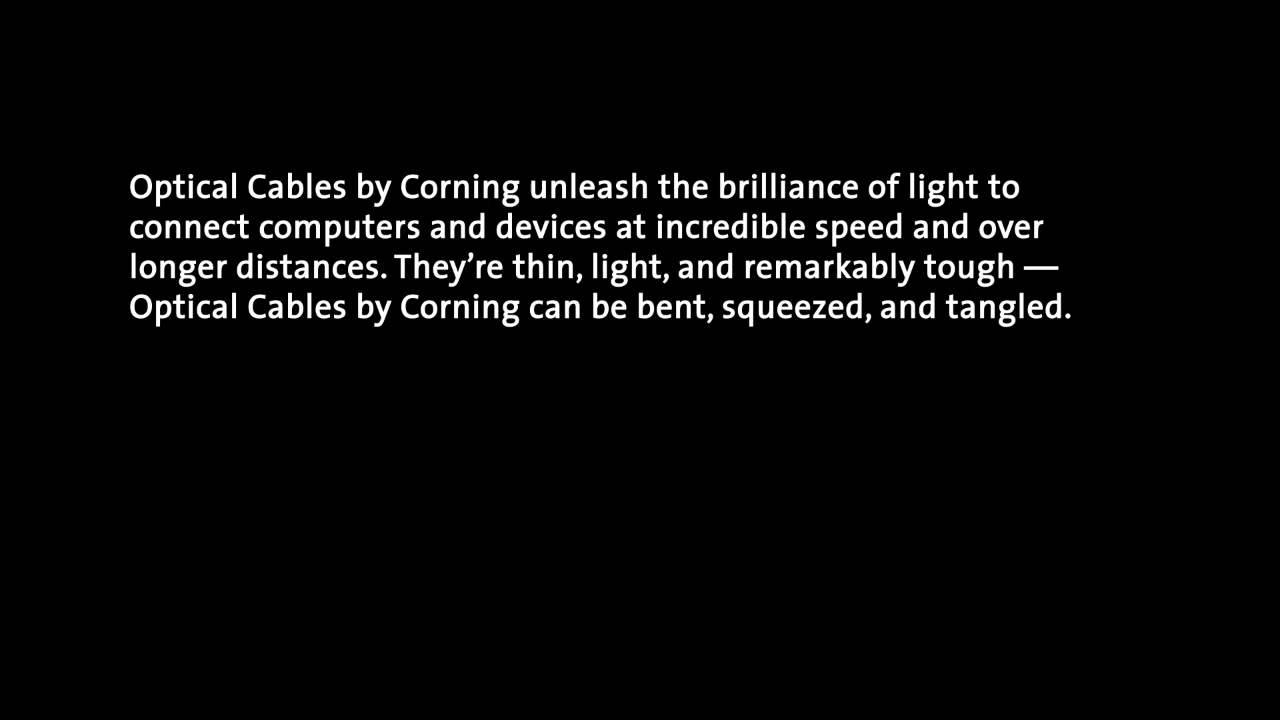 Optical Cables by Corning unleash the brilliance of light to
connect computers and devices at incredible speed and over
longer distances. They’re thin, light, and remarkably tough —
Optical Cables by Corning can be bent, squeezed, and tangled.